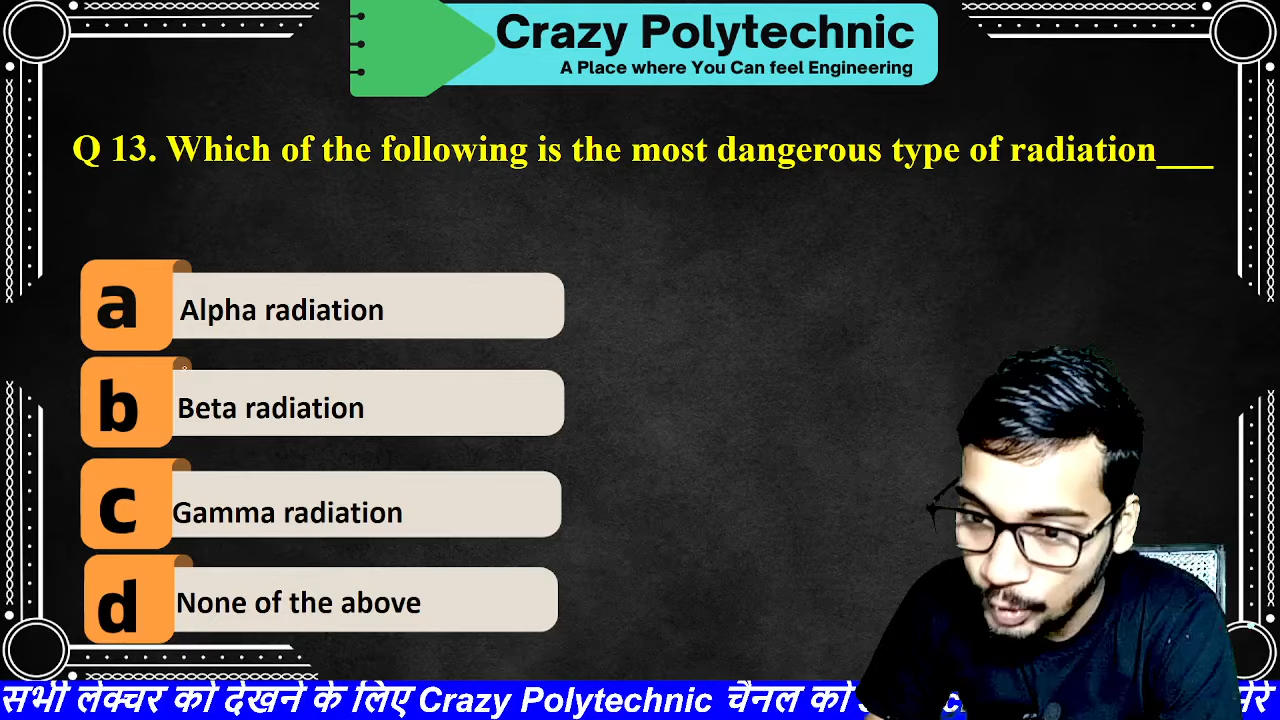 Crazy Polytechnic
A Place where You Can feel Engineering
Q 13. Which of the following is the most dangerous type of radiation___
a Alpha radiation
b Beta radiation
c Gamma radiation
d None of the above
सभी लेक्चर को देखने के लिए Crazy Polytechnic चैनल को